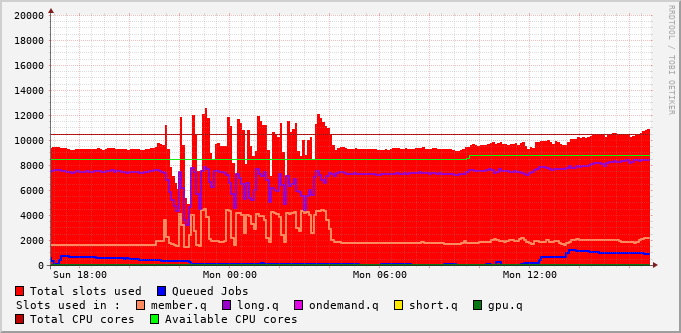 RRDTOOL / TOBI OETIKER
20000
18000
16000
14000
12000
10000
8000
6000
4000
2000
0
Sun 18:00 Mon 00:00 Mon 06:00 Mon 12:00
Total slots used Queued Jobs
Slots used in : member.q long.q ondemand.q short.q gpu.q
Total CPU cores Available CPU cores